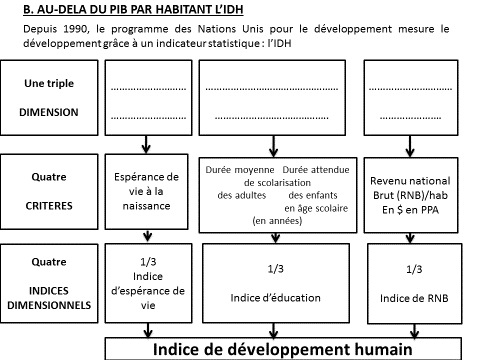 B. AU-DELA DU PIB PAR HABITANT L’IDH
Depuis 1990, le programme des Nations Unis pour le développement mesure le
développement grâce à un indicateur statistique : l’IDH
Une triple
DIMENSION
…………………………
…………………………
………………………………………………
………………………………………
…………………………
……………………
Quatre
CRITERES
Espérance de
vie à la
naissance
Durée moyenne Durée attendue
de scolarisation
des adultes des enfants
en âge scolaire
(en années)
Revenu national
Brut (RNB)/hab
En $ en PPA
Quatre
INDICES
DIMENSIONNELS
1/3
Indice
d’espérance de
vie
1/3
Indice d’éducation
1/3
Indice de RNB
Indice de développement humain